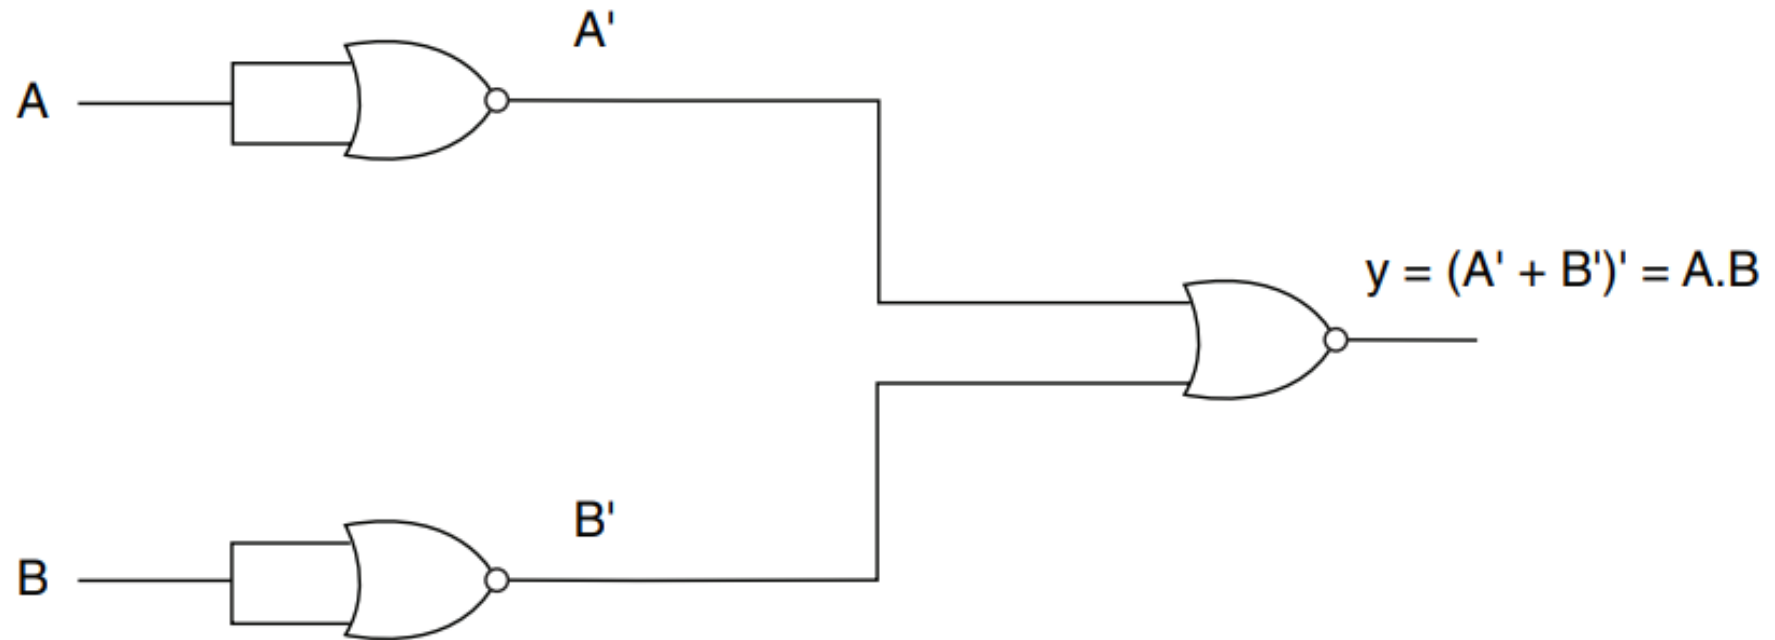 A'
A
y = (A' + B')' = A.B
B'
B